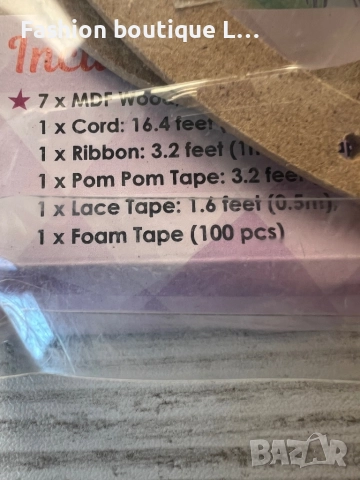 Fashion boutique L...
7 x MDF
1 x Cord: 16.4 feet
1 x Ribbon: 3.2 feet
1 x Pom Pom Tape: 3.2 feet
1 x Lace Tape: 1.6 feet (0.5m)
1 x Foam Tape (100 pcs)
BAZAR